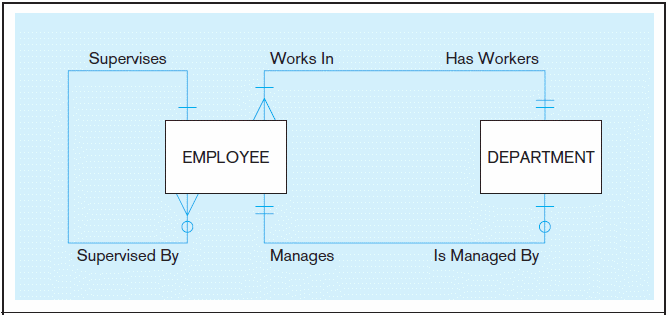 Supervises
Works In
Has Workers
EMPLOYEE
DEPARTMENT
Supervised By
Manages
Is Managed By